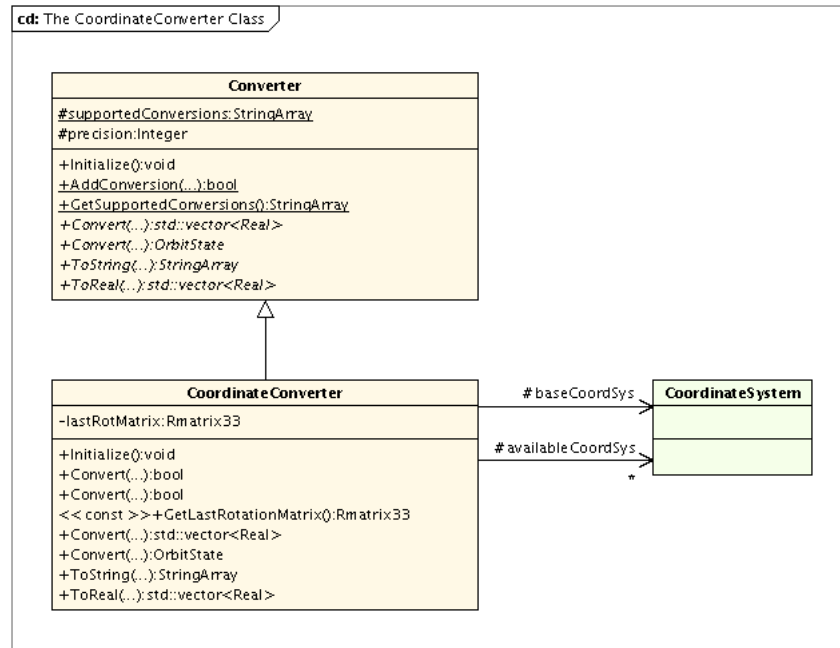 cd: The CoordinateConverter Class
Converter
#supportedConversions:StringArray
#precision:Integer
+Initialize():void
+AddConversion(...):bool
+GetSupportedConversions():StringArray
+Convert(...):std::vector<Real>
+Convert(...):OrbitState
+ToString(...):StringArray
+ToReal(...):std::vector<Real>
CoordinateConverter
-lastRotMatrix:Rmatrix33
+Initialize():void
+Convert(...):bool
+Convert(...):bool
<< const >>+GetLastRotationMatrix():Rmatrix33
+Convert(...):std::vector<Real>
+Convert(...):OrbitState
+ToString(...):StringArray
+ToReal(...):std::vector<Real>
#baseCoordSys
#availableCoordSys
*
CoordinateSystem